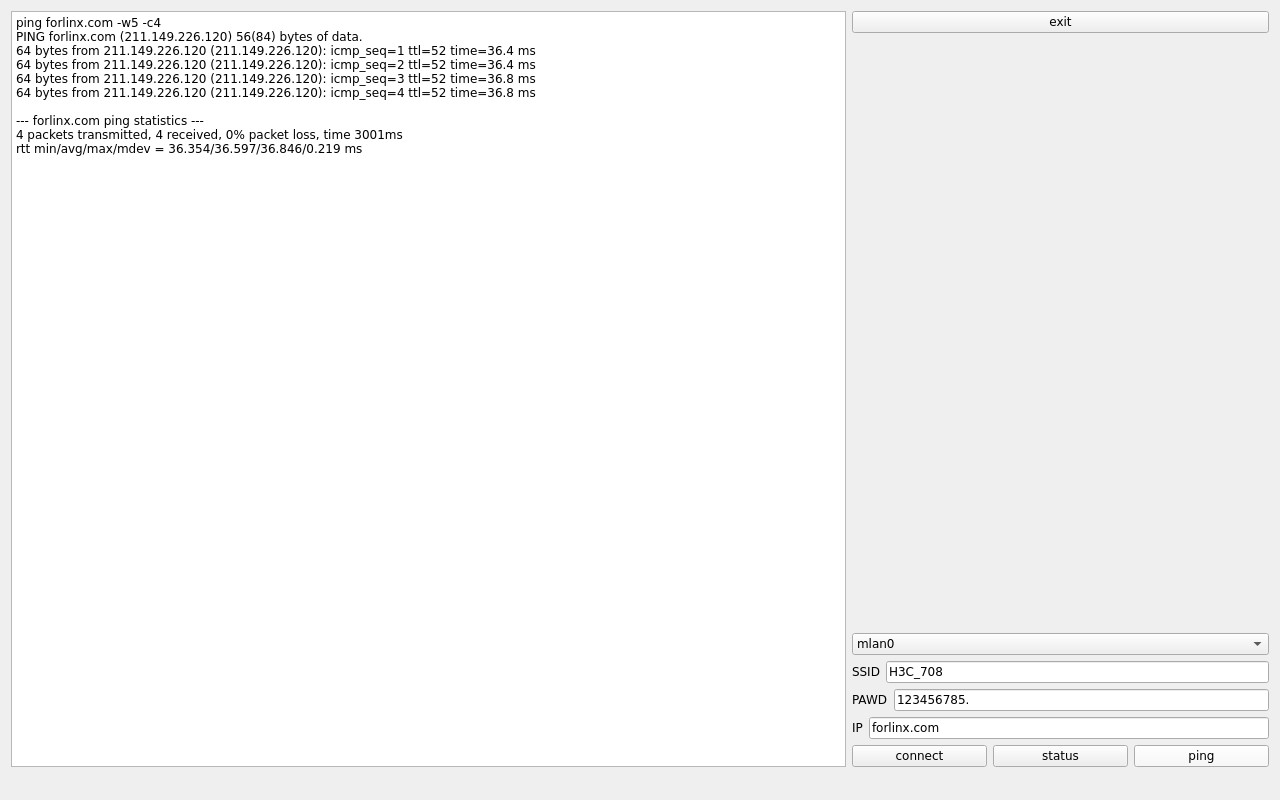 ping forlinx.com -w5 -c4
PING forlinx.com (211.149.226.120) 56(84) bytes of data.
64 bytes from 211.149.226.120 (211.149.226.120): icmp_seq=1 ttl=52 time=36.4 ms
64 bytes from 211.149.226.120 (211.149.226.120): icmp_seq=2 ttl=52 time=36.4 ms
64 bytes from 211.149.226.120 (211.149.226.120): icmp_seq=3 ttl=52 time=36.8 ms
64 bytes from 211.149.226.120 (211.149.226.120): icmp_seq=4 ttl=52 time=36.8 ms

--- forlinx.com ping statistics ---
4 packets transmitted, 4 received, 0% packet loss, time 3001ms
rtt min/avg/max/mdev = 36.354/36.597/36.846/0.219 ms
exit
mlan0
SSID H3C_708
PAWD 123456785.
IP forlinx.com
connect status ping